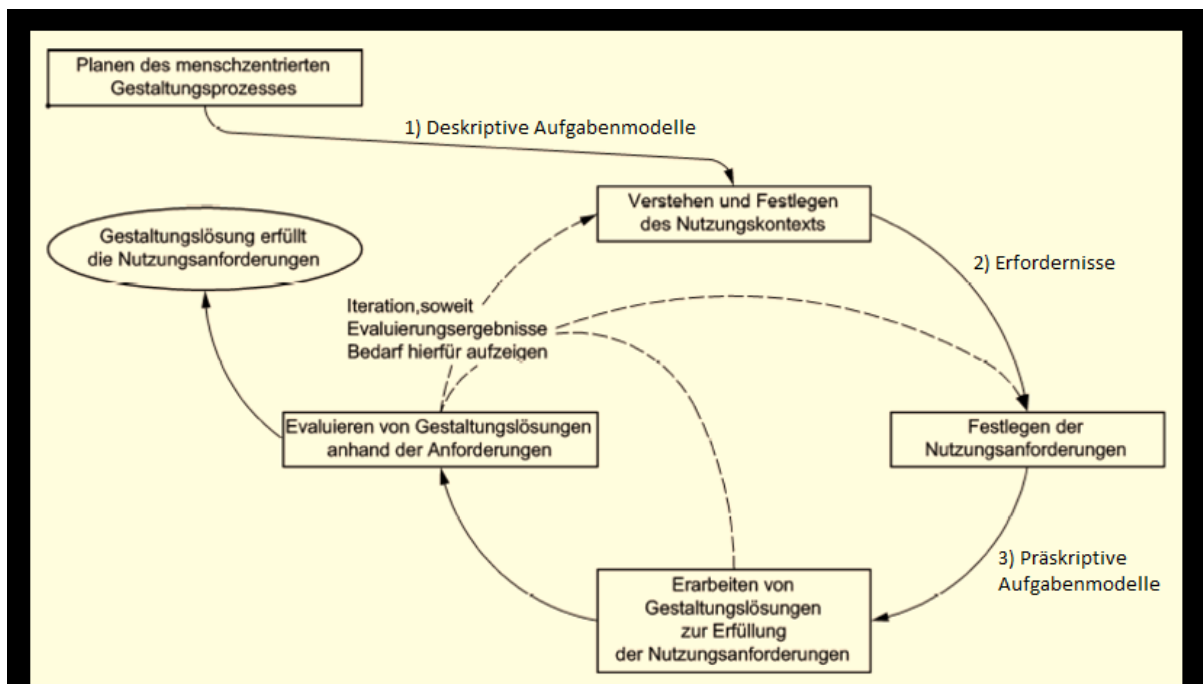 Planen des menschzentrierten
Gestaltungsprozesses
1) Deskriptive Aufgabenmodelle
Verstehen und Festlegen
des Nutzungskontexts
Gestaltungslösung erfüllt
die Nutzungsanforderungen
2) Erfordernisse
Iteration,soweit
Evaluierungsergebnisse
Bedarf hierfür aufzeigen
Evaluieren von Gestaltungslösungen
anhand der Anforderungen
Festlegen der
Nutzungsanforderungen
3) Präskriptive
Aufgabenmodelle
Erarbeiten von
Gestaltungslösungen
zur Erfüllung
der Nutzungsanforderungen